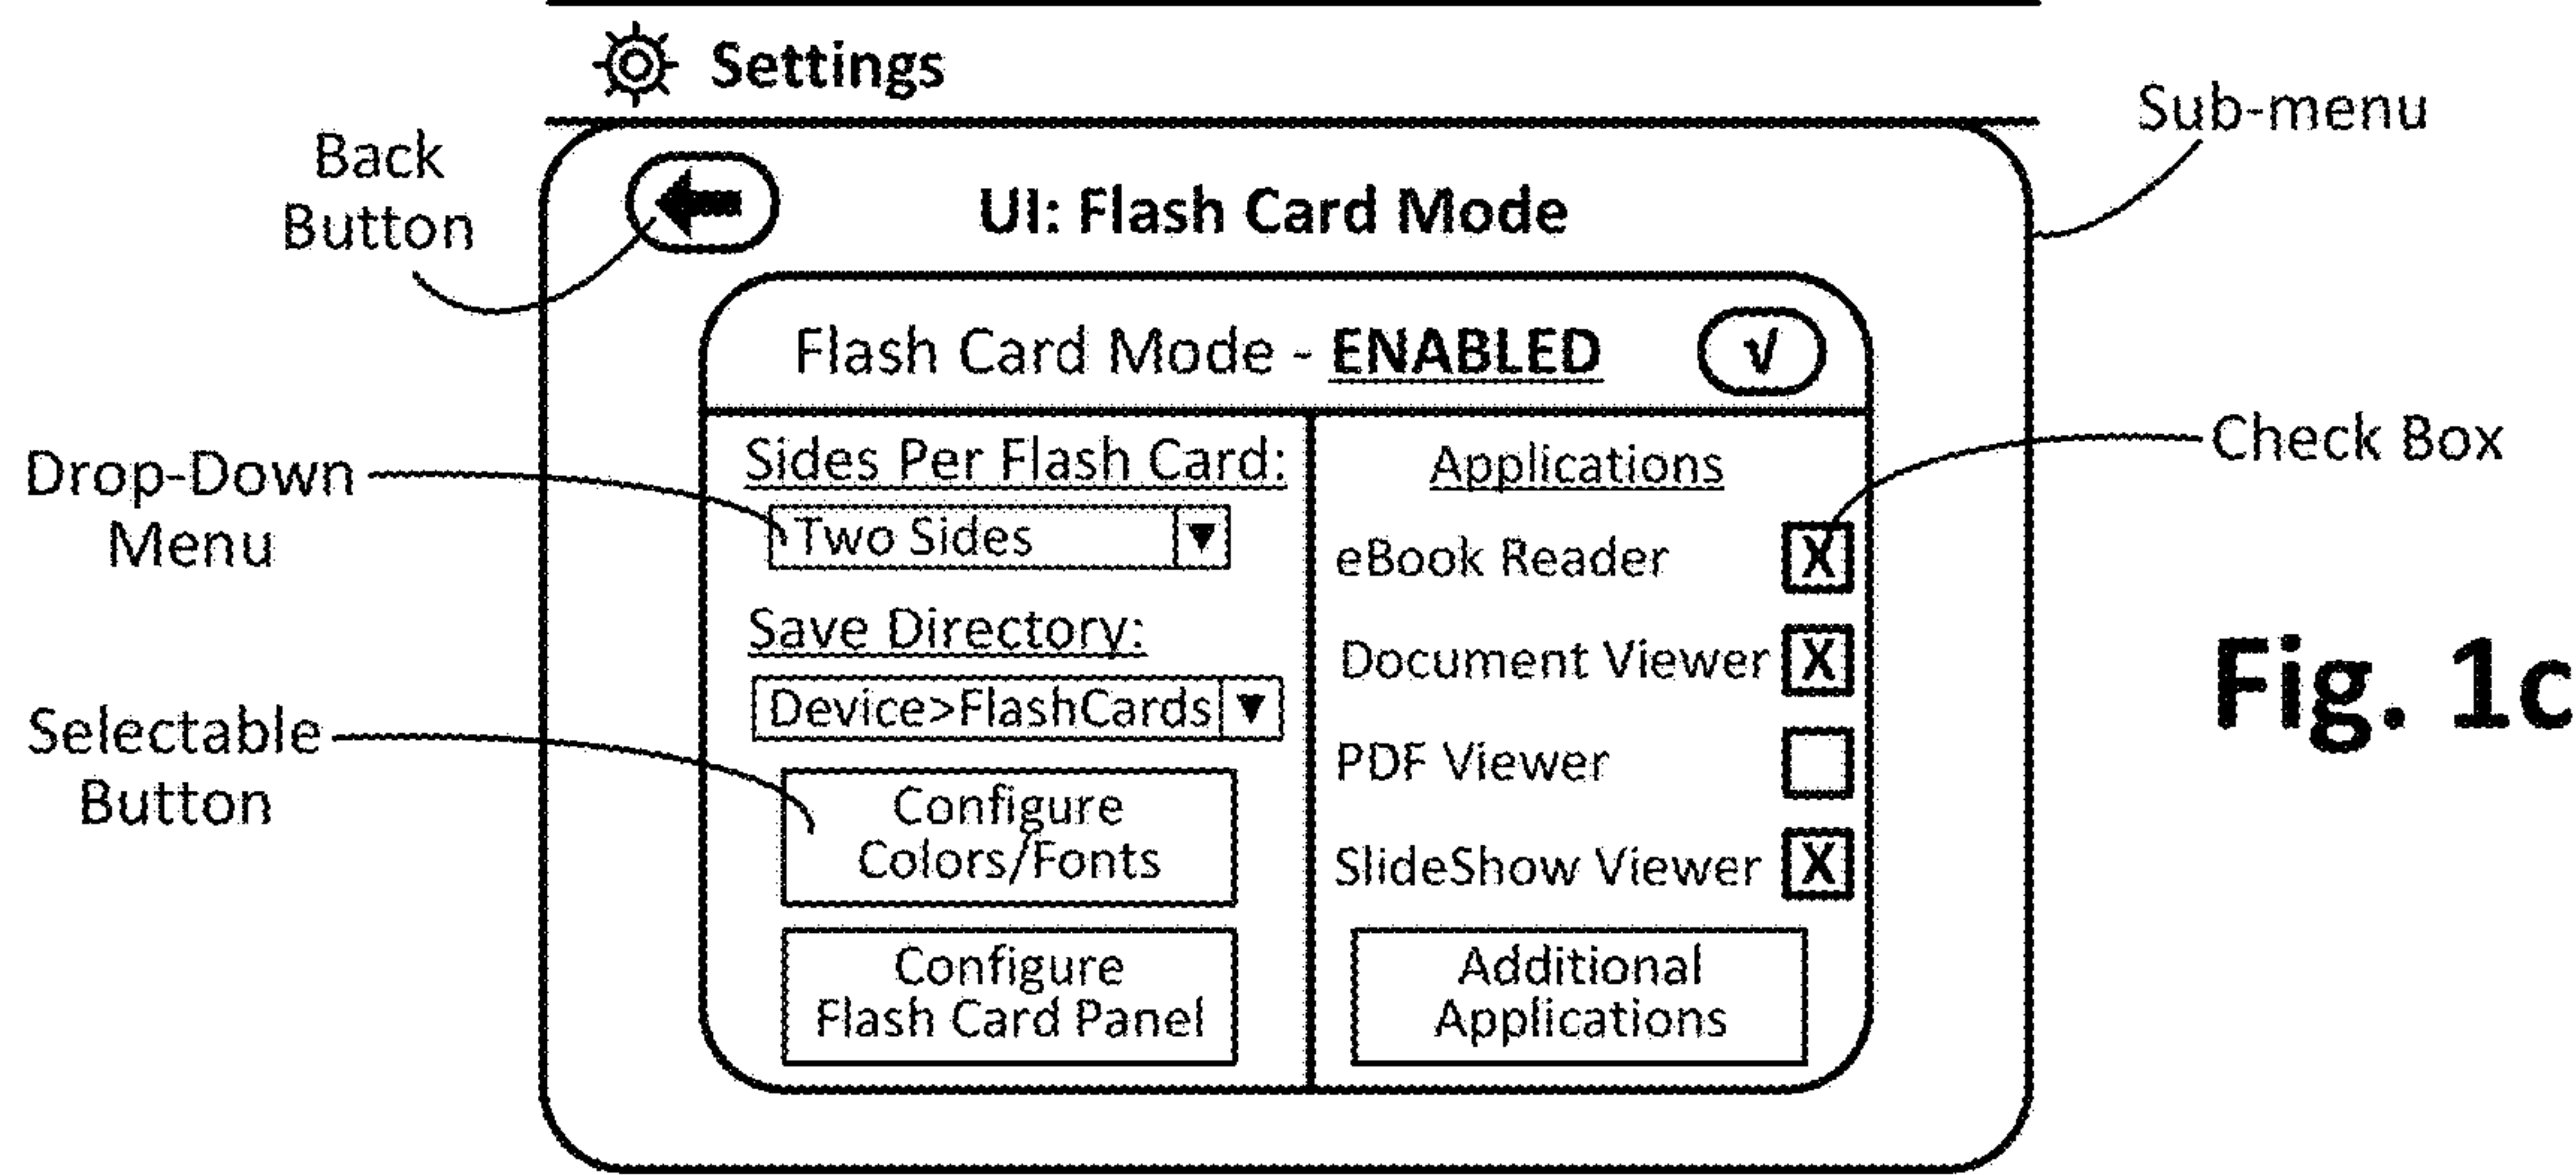 Settings
Back
Button
Sub-menu
UI: Flash Card Mode
Flash Card Mode - ENABLED
√
Drop-Down
Menu
Sides Per Flash Card:
Two Sides
Save Directory:
Device>FlashCards
Selectable
Button
Configure
Colors/Fonts
Configure
Flash Card Panel
Applications
Check Box
eBook Reader X
Document Viewer X
PDF Viewer
SlideShow Viewer X
Additional
Applications
Fig. 1c